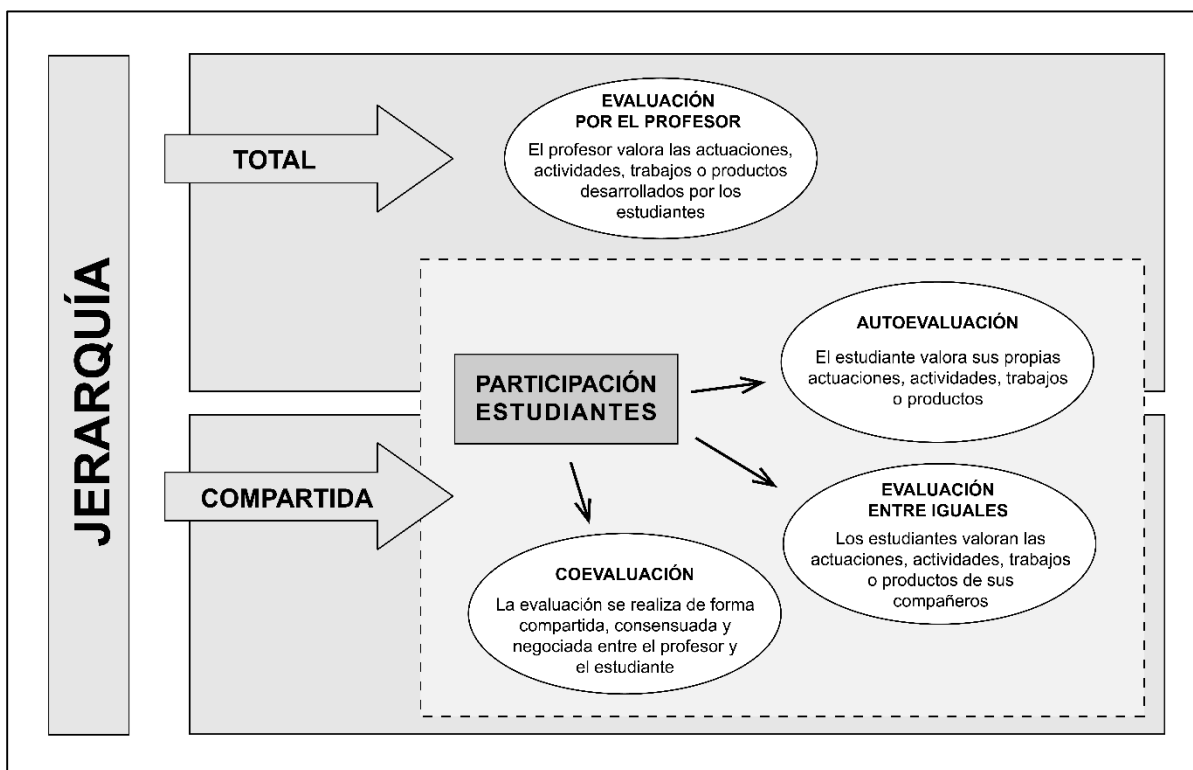 JERARQUÍA
TOTAL
EVALUACIÓN
POR EL PROFESOR
El profesor valora las actuaciones,
actividades, trabajos o productos
desarrollados por los
estudiantes
PARTICIPACIÓN
ESTUDIANTES
AUTOEVALUACIÓN
El estudiante valora sus propias
actuaciones, actividades, trabajos
o productos
COMPARTIDA
EVALUACIÓN
ENTRE IGUALES
Los estudiantes valoran las
actuaciones, actividades, trabajos
o productos de sus
compañeros
COEVALUACIÓN
La evaluación se realiza de forma
compartida, consensuada y
negociada entre el profesor y
el estudiante